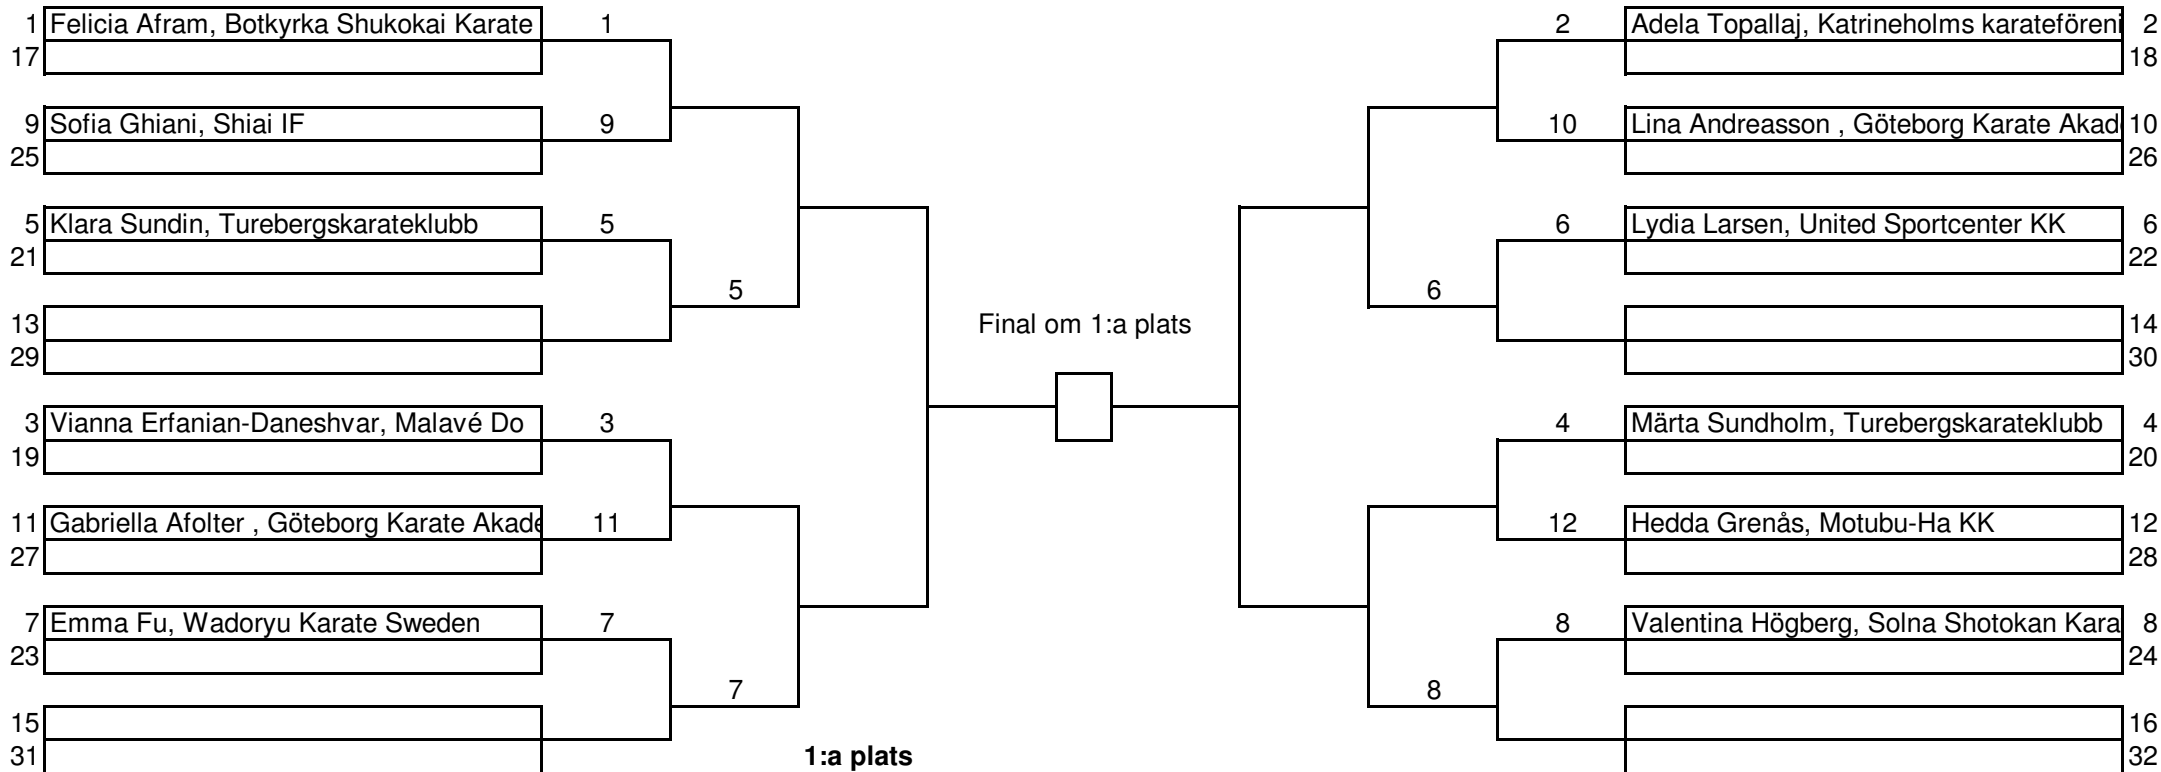 1 Felicia Afram, Botkyrka Shukokai Karate 1 2 Adela Topallaj, Katrineholms karateföreni 2
17 18
9 Sofia Ghiani, Shiai IF 9 10 Lina Andreasson , Göteborg Karate Akad 10
25 26
5 Klara Sundin, Turebergskarateklubb 5 6 Lydia Larsen, United Sportcenter KK 6
21 22
5 6
13 Final om 1:a plats 14
29 30
3 Vianna Erfanian-Daneshvar, Malavé Do 3 4 Märta Sundholm, Turebergskarateklubb 4
19 20
11 Gabriella Afolter , Göteborg Karate Akade 11 12 Hedda Grenås, Motubu-Ha KK 12
27 28
7 Emma Fu, Wadoryu Karate Sweden 7 8 Valentina Högberg, Solna Shotokan Kara 8
23 24
7 8
15 16
31 1:a plats 32